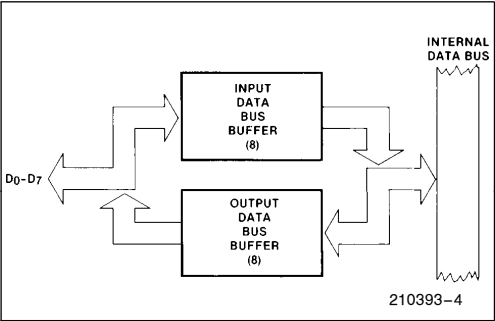 INTERNAL
DATA BUS
INPUT
DATA
BUS
BUFFER
(8)
D0-D7
OUTPUT
DATA
BUS
BUFFER
(8)
210393-4